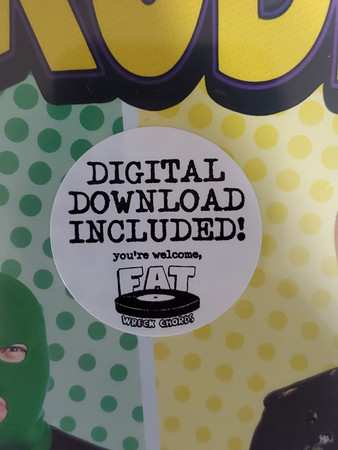 DIGITAL
DOWNLOAD
INCLUDED!
you're welcome,
FAT
WRECK CHORDS